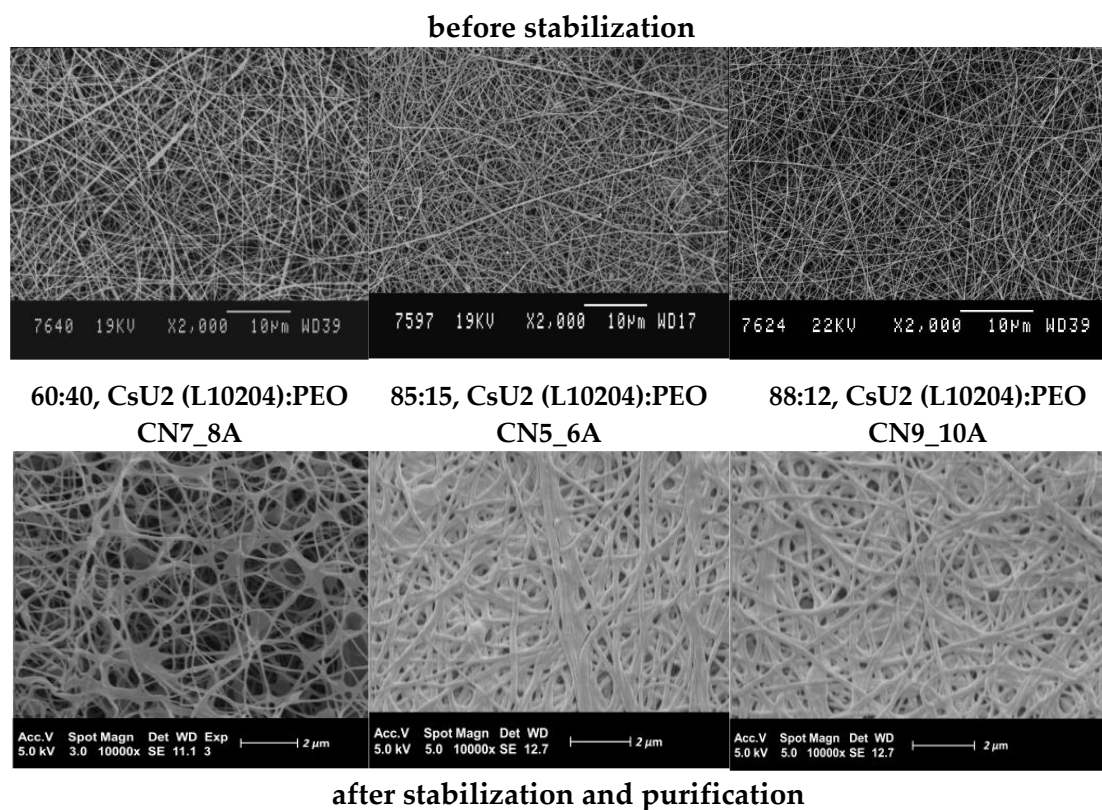 before stabilization
7640 19KV X2,000 10µm WD39
7597 19KV X2,000 10µm WD17
7624 22KV X2,000 10µm WD39
60:40, CsU2 (L10204):PEO
CN7_8A
85:15, CsU2 (L10204):PEO
CN5_6A
88:12, CsU2 (L10204):PEO
CN9_10A
Acc.V Spot Magn Det WD Exp
5.0 kV 3.0 10000x SE 11.1 3 2 µm
Acc.V Spot Magn Det WD
5.0 kV 5.0 10000x SE 12.7 2 µm
Acc.V Spot Magn Det WD
5.0 kV 5.0 10000x SE 12.7 2 µm
after stabilization and purification